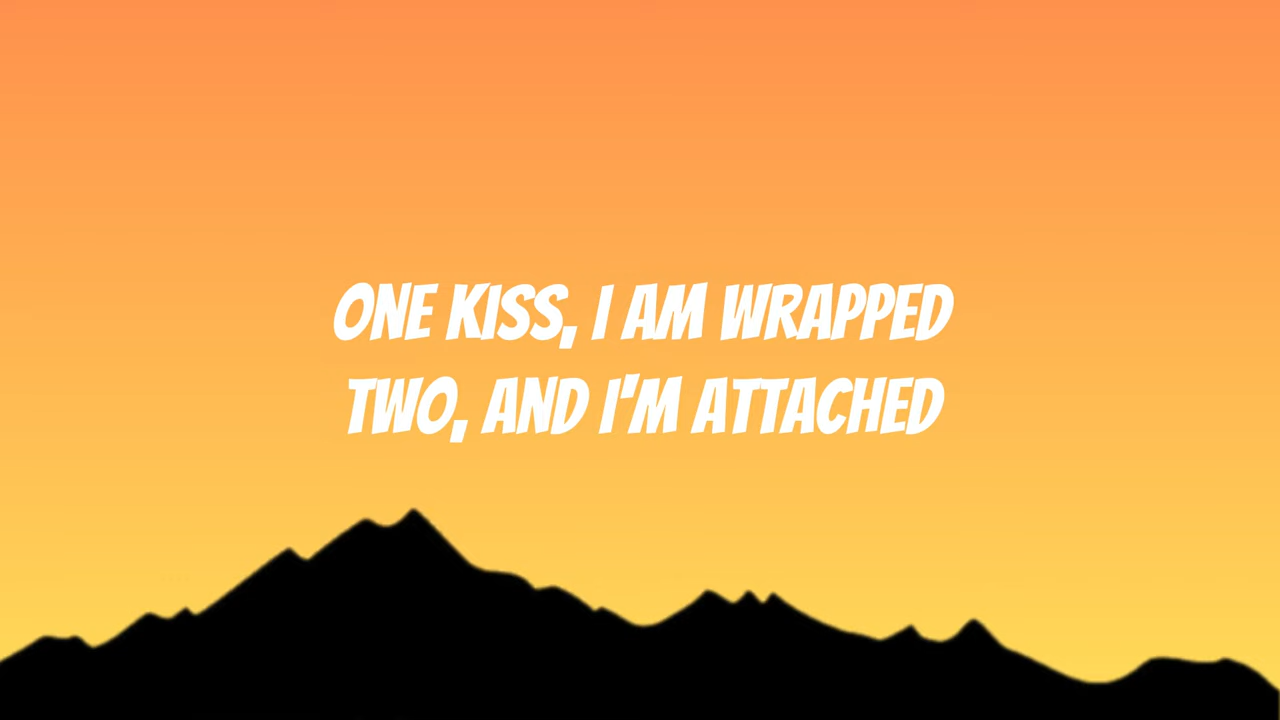 ONE KISS, I AM WRAPPED
TWO, AND I'M ATTACHED